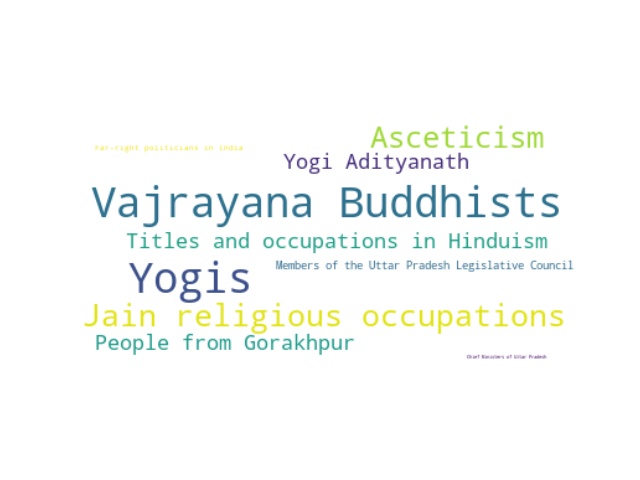 Asceticism
Far-right politicians in India
Yogi Adityanath
Vajrayana Buddhists
Titles and occupations in Hinduism
Members of the Uttar Pradesh Legislative Council
Yogis
Jain religious occupations
People from Gorakhpur
Chief Ministers of Uttar Pradesh